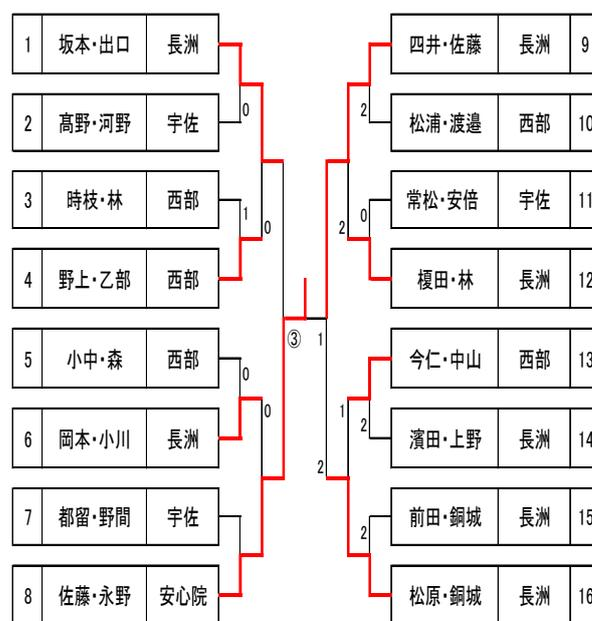 1 坂本・出口 長洲
2 髙野・河野 宇佐
0
3 時枝・林 西部
1
0
4 野上・乙部 西部
5 小中・森 西部
0
6 岡本・小川 長洲
0
7 都留・野間 宇佐
8 佐藤・永野 安心院
③ 1
四井・佐藤 長洲 9
2
松浦・渡邉 西部 10
常松・安倍 宇佐 11
0
2
榎田・林 長洲 12
今仁・中山 西部 13
1
2
濱田・上野 長洲 14
2
前田・銅城 長洲 15
2
松原・銅城 長洲 16